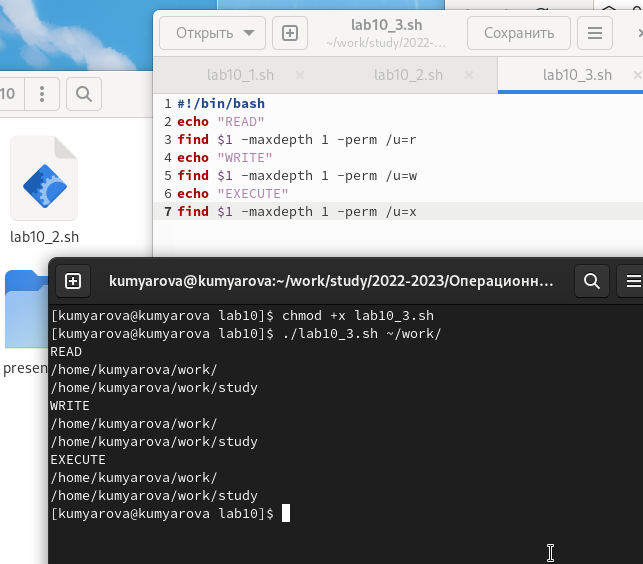 Открыть
lab10_3.sh
~/work/study/2022-...
Сохранить
lab10_1.sh ×
lab10_2.sh ×
lab10_3.sh ×
10
lab10_2.sh
1 #!/bin/bash
2 echo "READ"
3 find $1 -maxdepth 1 -perm /u=r
4 echo "WRITE"
5 find $1 -maxdepth 1 -perm /u=w
6 echo "EXECUTE"
7 find $1 -maxdepth 1 -perm /u=x
presen
kumyarova@kumyarova:~/work/study/2022-2023/Операционн...
[kumyarova@kumyarova lab10]$ chmod +x lab10_3.sh
[kumyarova@kumyarova lab10]$ ./lab10_3.sh ~/work/
READ
/home/kumyarova/work/
/home/kumyarova/work/study
WRITE
/home/kumyarova/work/
/home/kumyarova/work/study
EXECUTE
/home/kumyarova/work/
/home/kumyarova/work/study
[kumyarova@kumyarova lab10]$